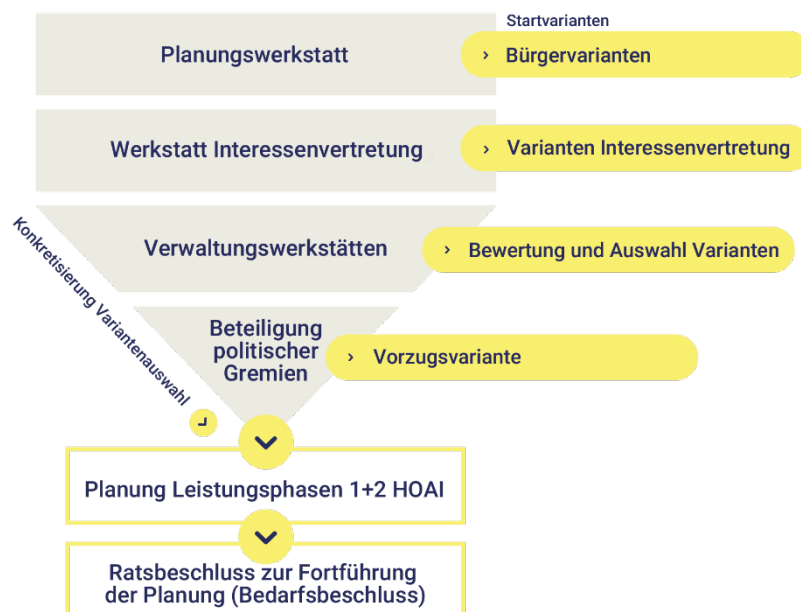 Startvarianten
Planungswerkstatt
› Bürgervarianten
Werkstatt Interessenvertretung
› Varianten Interessenvertretung
Konkretisierung Variantenauswahl
Verwaltungswerkstätten
› Bewertung und Auswahl Varianten
Beteiligung
politischer
Gremien
› Vorzugsvariante
Planung Leistungsphasen 1+2 HOAI
Ratsbeschluss zur Fortführung
der Planung (Bedarfsbeschluss)